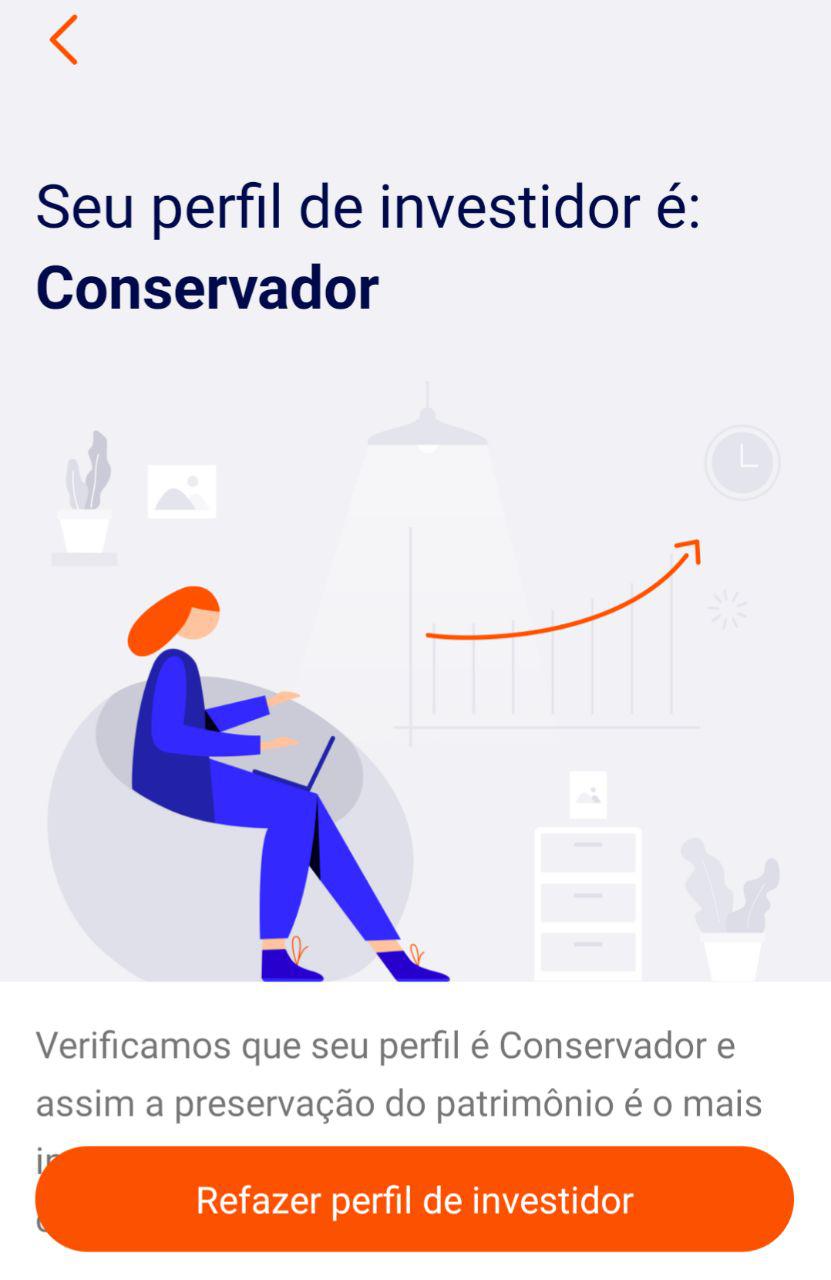 Seu perfil de investidor é:
Conservador
Verificamos que seu perfil é Conservador e
assim a preservação do patrimônio é o mais
Refazer perfil de investidor